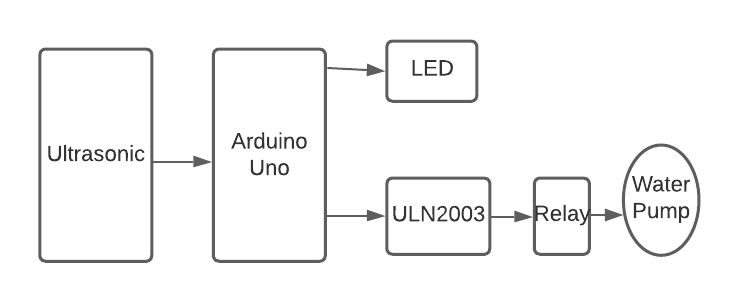 Ultrasonic
Arduino
Uno
LED
ULN2003
Relay
Water
Pump